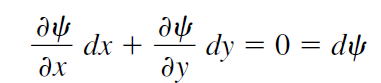 ∂ψ/∂x dx + ∂ψ/∂y dy = 0 = dψ